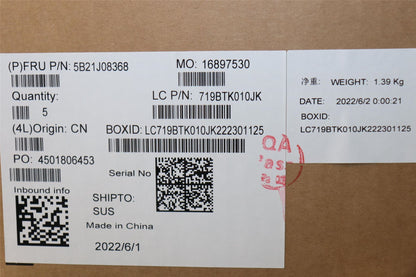 (P)FRU P/N: 5B21J08368
MO: 16897530
Quantity:
5
LC P/N: 719BTK010JK
(4L)Origin: CN
BOXID: LC719BTK010JK222301125
PO: 4501806453
Serial No
Inbound info
SHIPTO:
SUS
Made in China
2022/6/1
净重: WEIGHT: 1.39 Kg
DATE: 2022/6/2 0:00:21
BOXID:
LC719BTK010JK222301125
QA